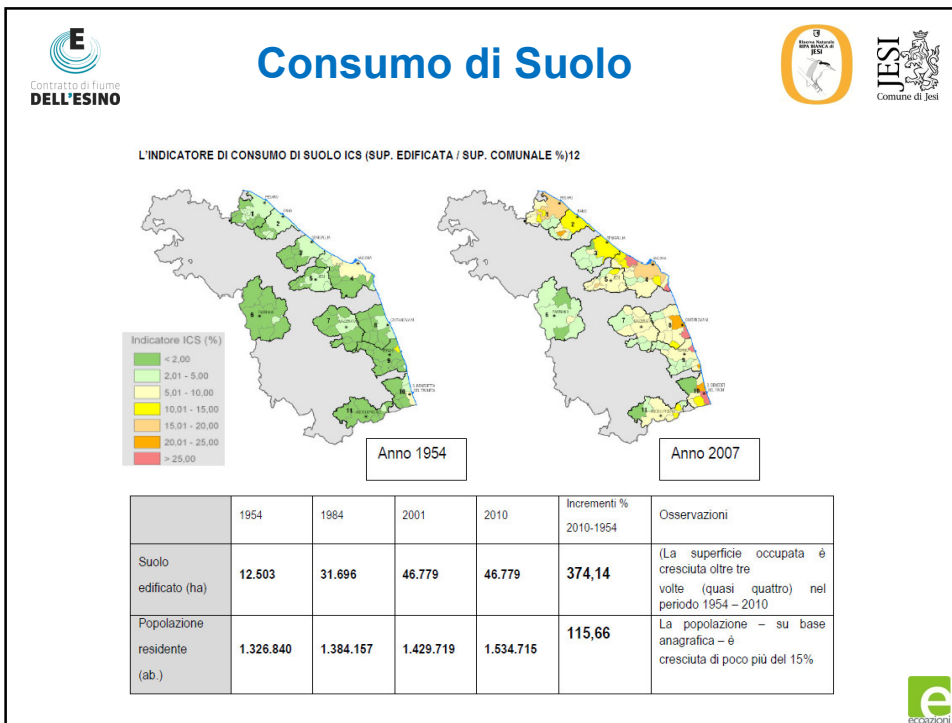 E
Contratto di fiume
DELL'ESINO
Consumo di Suolo
Riserva Naturale
RIPA BIANCA di
JESI
JESI
Comune di Jesi
L'INDICATORE DI CONSUMO DI SUOLO ICS (SUP. EDIFICATA / SUP. COMUNALE %)12
Indicatore ICS (%)
< 2,00
2,01 - 5,00
5,01 - 10,00
10,01 - 15,00
15,01 - 20,00
20,01 - 25,00
> 25,00
Anno 1954
Anno 2007
1954 1984 2001 2010 Incrementi % 2010-1954 Osservazioni
Suolo edificato (ha) 12.503 31.696 46.779 46.779 374,14
(La superficie occupata è
cresciuta oltre tre
volte (quasi quattro) nel
periodo 1954 – 2010
Popolazione residente (ab.) 1.326.840 1.384.157 1.429.719 1.534.715 115,66
La popolazione – su base
anagrafica – è
cresciuta di poco più del 15%
e
ecoazioni